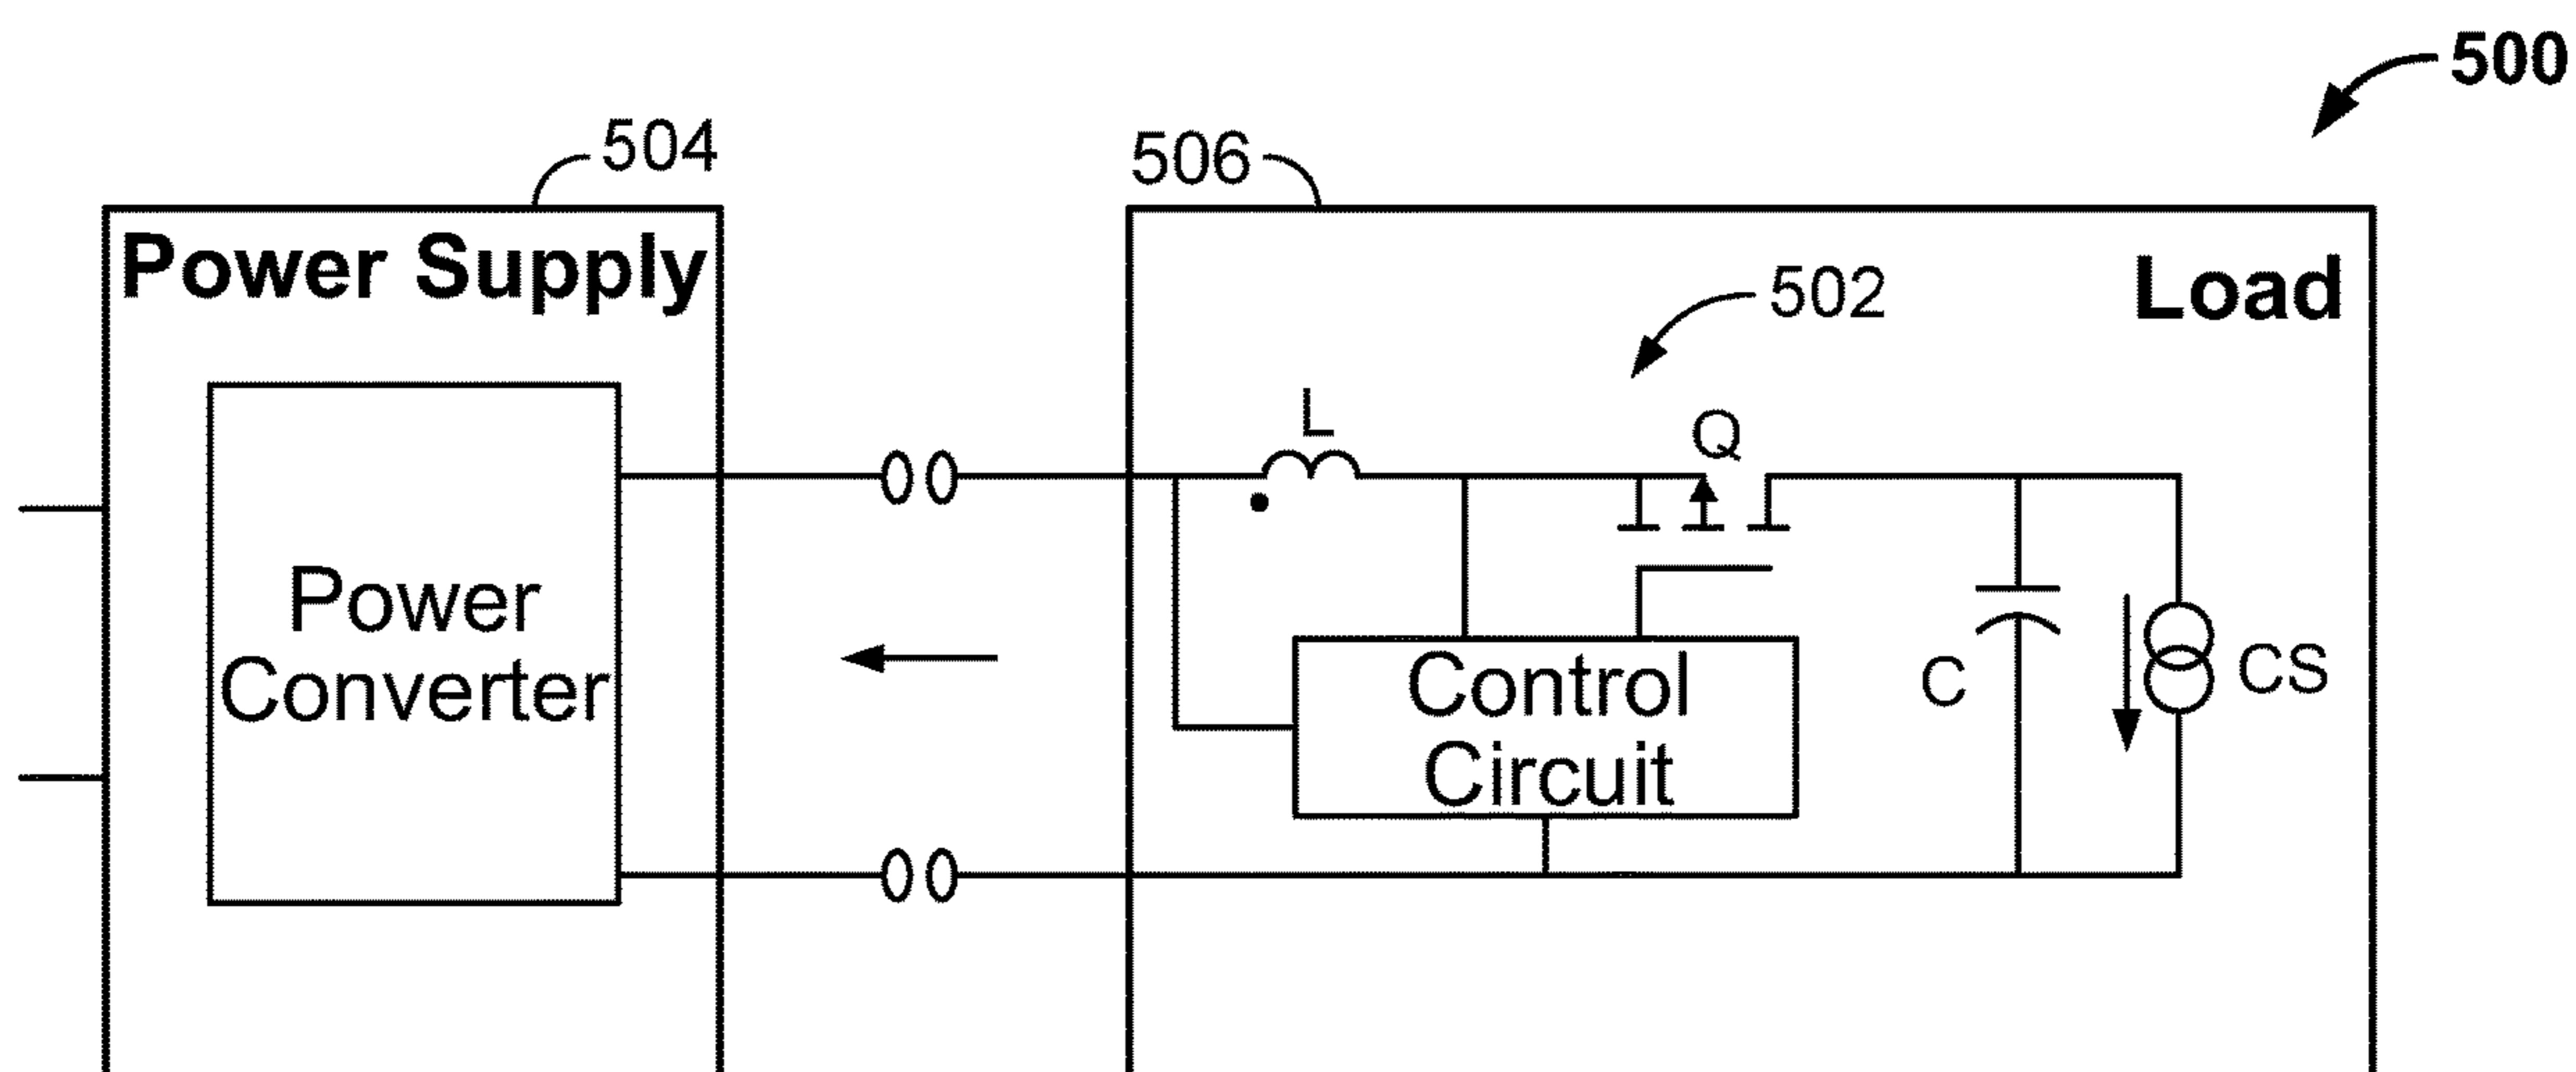 500
504
506
Power Supply
502
Load
L
Q
Power
Converter
Control
Circuit
C
CS